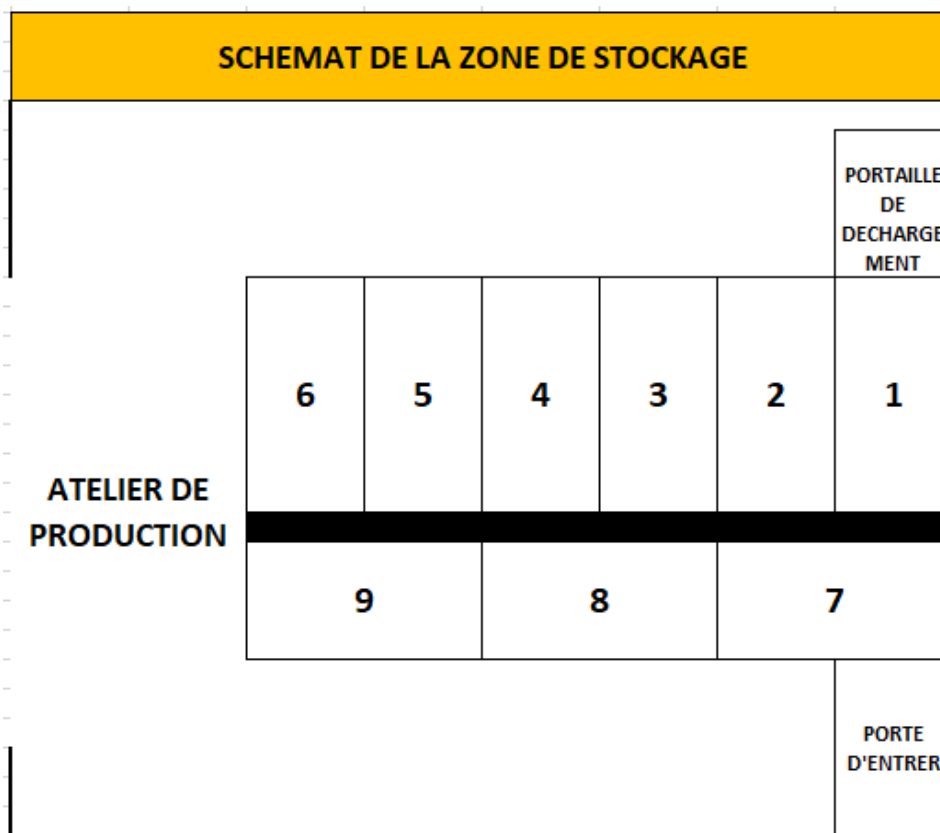 SCHEMAT DE LA ZONE DE STOCKAGE
PORTAILLE
DE
DECHARGE
MENT
6 5 4 3 2 1
ATELIER DE
PRODUCTION
9 8 7
PORTE
D'ENTRER